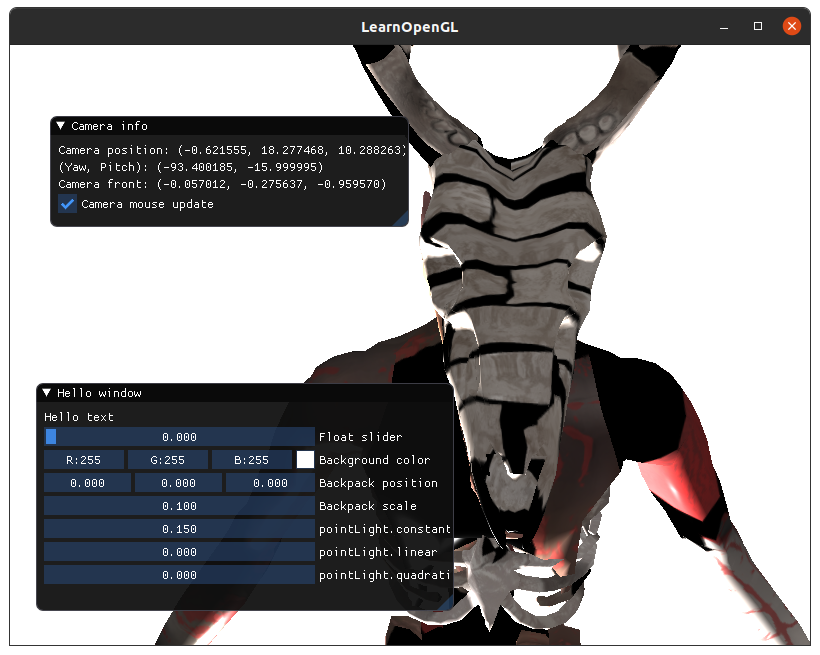 LearnOpenGL
Camera info
Camera position: (-0.621555, 18.277468, 10.288263)
(Yaw, Pitch): (-93.400185, -15.999995)
Camera front: (-0.057012, -0.275637, -0.959570)
Camera mouse update
Hello window
Hello text
0.000 Float slider
R:255 G:255 B:255 Background color
0.000 0.000 0.000 Backpack position
0.100 Backpack scale
0.150 pointLight.constant
0.000 pointLight.linear
0.000 pointLight.quadrati